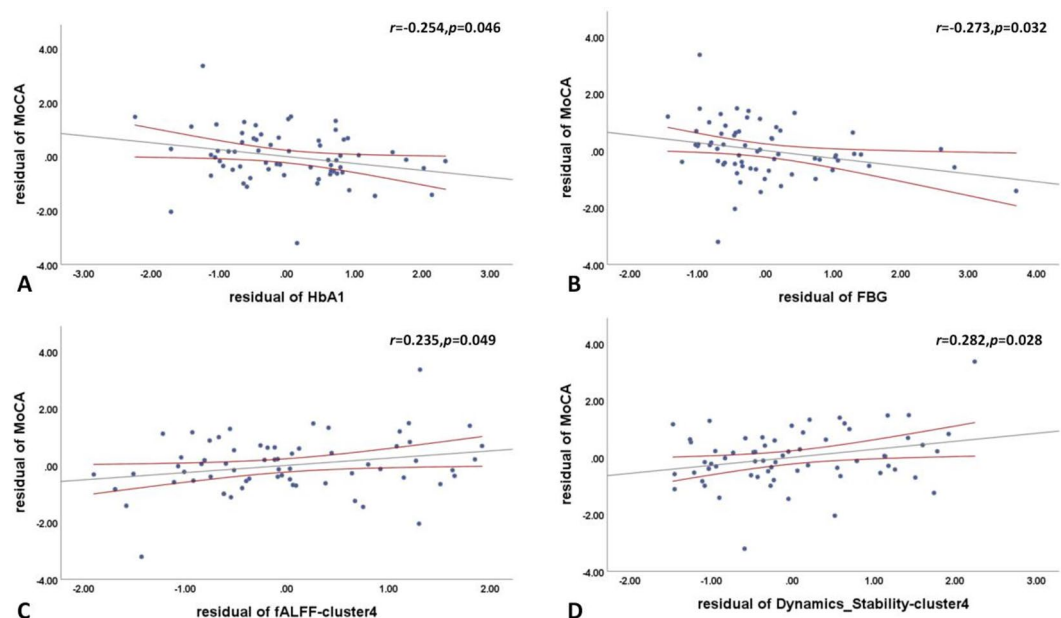 r=-0.254,p=0.046
4.00
2.00
.00
-2.00
-4.00
residual of MoCA
-3.00 -2.00 -1.00 .00 1.00 2.00 3.00
A
residual of HbA1
r=-0.273,p=0.032
4.00
2.00
.00
-2.00
-4.00
residual of MoCA
-2.00 -1.00 .00 1.00 2.00 3.00 4.00
B
residual of FBG
r=0.235,p=0.049
4.00
2.00
.00
-2.00
-4.00
residual of MoCA
-2.00 -1.00 .00 1.00 2.00
C
residual of fALFF-cluster4
r=0.282,p=0.028
4.00
2.00
.00
-2.00
-4.00
residual of MoCA
-2.00 -1.00 .00 1.00 2.00 3.00
D
residual of Dynamics_Stability-cluster4